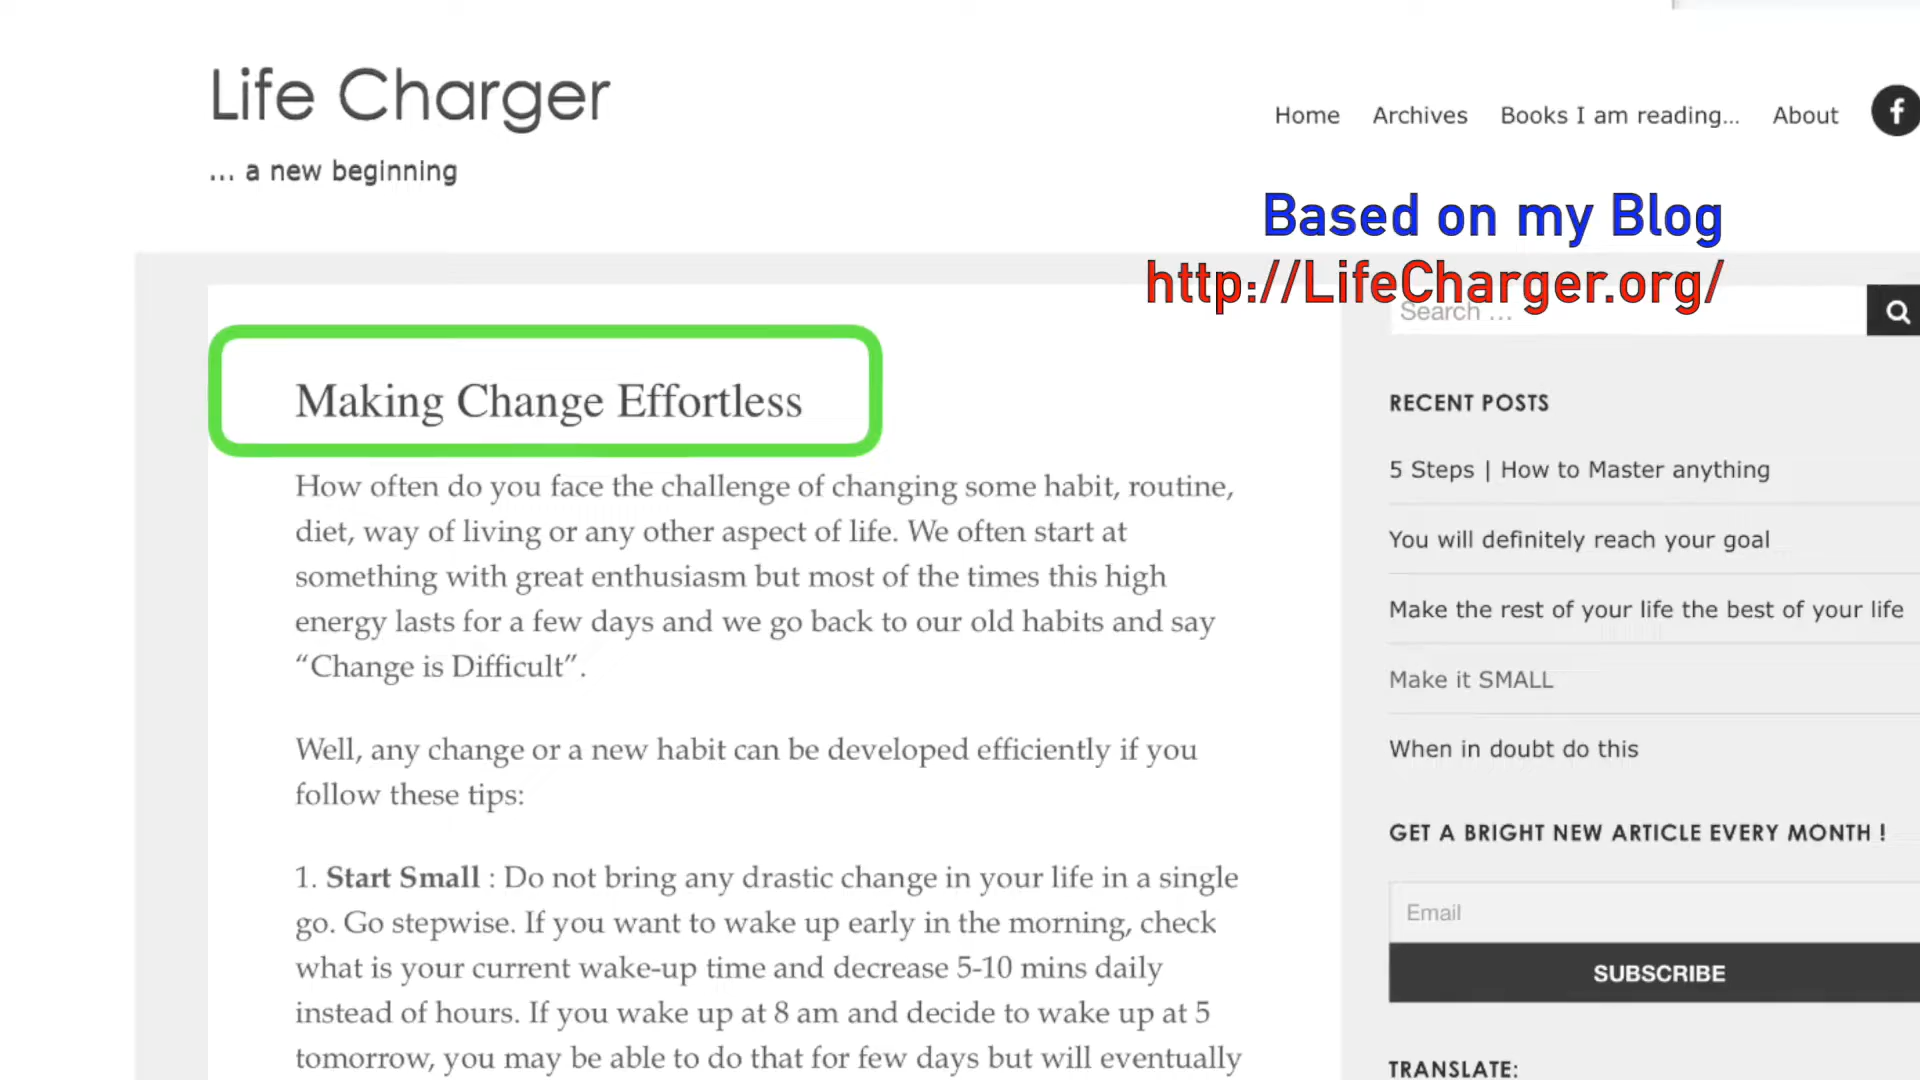 Life Charger
... a new beginning
Home Archives Books I am reading... About
Based on my Blog
http://LifeCharger.org/
Making Change Effortless
How often do you face the challenge of changing some habit, routine,
diet, way of living or any other aspect of life. We often start at
something with great enthusiasm but most of the times this high
energy lasts for a few days and we go back to our old habits and say
“Change is Difficult”.
Well, any change or a new habit can be developed efficiently if you
follow these tips:
1. Start Small : Do not bring any drastic change in your life in a single
go. Go stepwise. If you want to wake up early in the morning, check
what is your current wake-up time and decrease 5-10 mins daily
instead of hours. If you wake up at 8 am and decide to wake up at 5
tomorrow, you may be able to do that for few days but will eventually
Search ...
RECENT POSTS
5 Steps | How to Master anything
You will definitely reach your goal
Make the rest of your life the best of your life
Make it SMALL
When in doubt do this
GET A BRIGHT NEW ARTICLE EVERY MONTH !
Email
SUBSCRIBE
TRANSLATE: